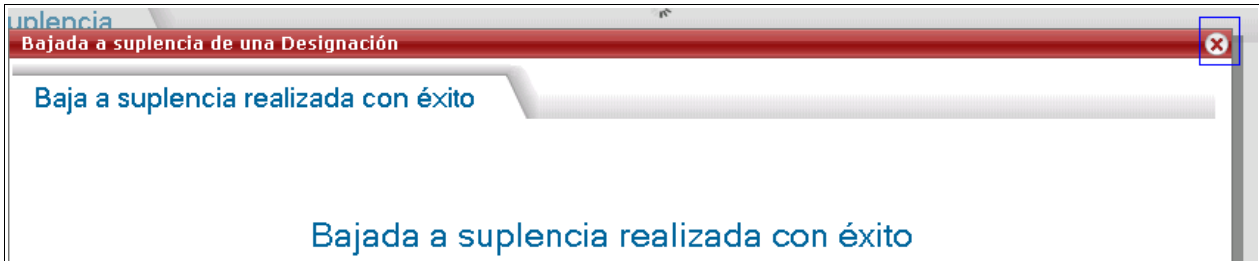 uplencia
Bajada a suplencia de una Designación
Baja a suplencia realizada con éxito
Bajada a suplencia realizada con éxito